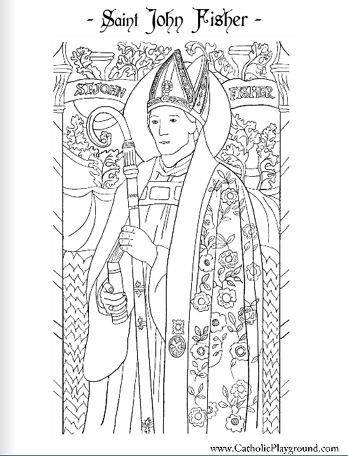 - Saint John Fisher -
ST. JOHN FISHER
www.CatholicPlayground.com